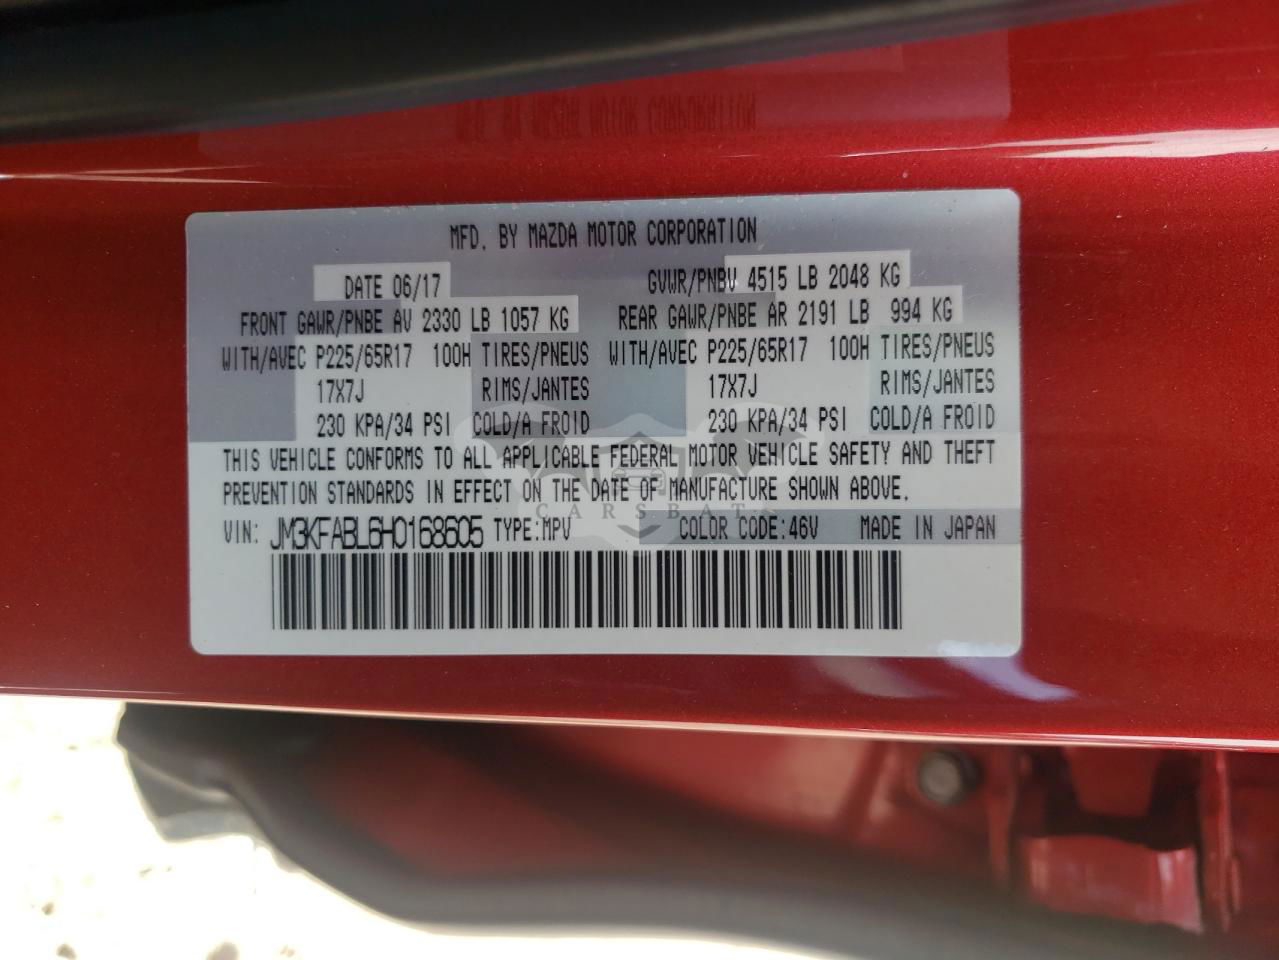 MFD. BY MAZDA MOTOR CORPORATION
DATE 06/17 GVWR/PNBV 4515 LB 2048 KG
FRONT GAWR/PNBE AV 2330 LB 1057 KG REAR GAWR/PNBE AR 2191 LB 994 KG
WITH/AVEC P225/65R17 100H TIRES/PNEUS WITH/AVEC P225/65R17 100H TIRES/PNEUS
17X7J RIMS/JANTES 17X7J RIMS/JANTES
230 KPA/34 PSI COLD/A FROID 230 KPA/34 PSI COLD/A FROID
THIS VEHICLE CONFORMS TO ALL APPLICABLE FEDERAL MOTOR VEHICLE SAFETY AND THEFT
PREVENTION STANDARDS IN EFFECT ON THE DATE OF MANUFACTURE SHOWN ABOVE.
CARSBATS
VIN: JM3KFABL6H0168605 TYPE:MPV COLOR CODE:46V MADE IN JAPAN